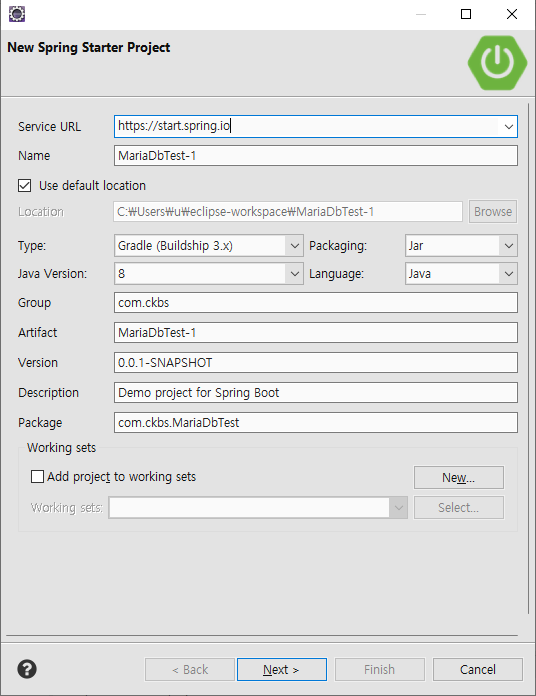 New Spring Starter Project
Service URL https://start.spring.io
Name MariaDbTest-1
Use default location
Location C:₩Users₩u₩eclipse-workspace₩MariaDbTest-1 Browse
Type: Gradle (Buildship 3.x) Packaging: Jar
Java Version: 8 Language: Java
Group com.ckbs
Artifact MariaDbTest-1
Version 0.0.1-SNAPSHOT
Description Demo project for Spring Boot
Package com.ckbs.MariaDbTest
Working sets
Add project to working sets New...
Working sets: Select...
? < Back Next > Finish Cancel